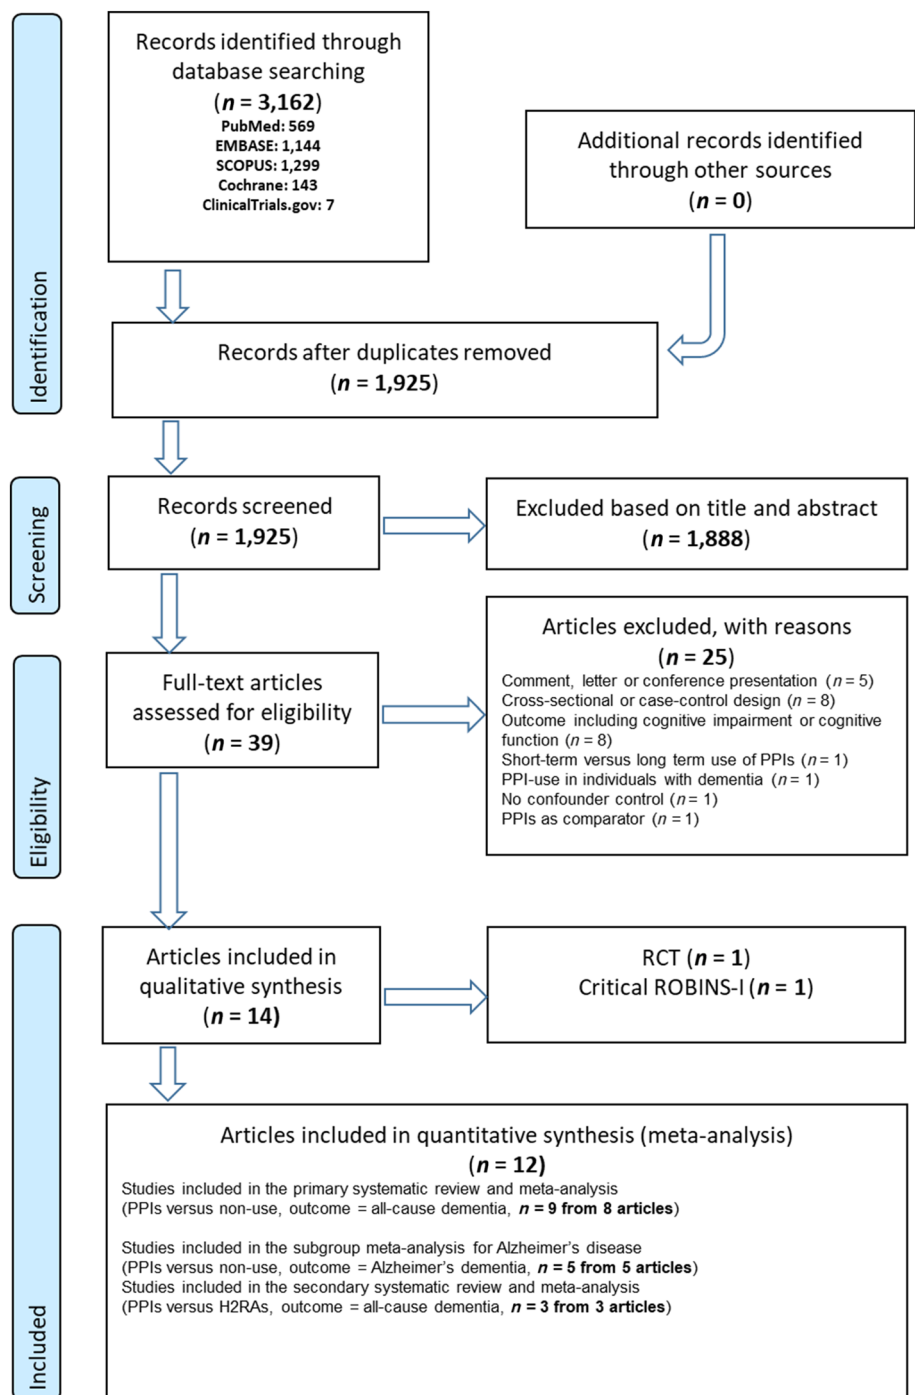 Identification
Records identified through
database searching
(n = 3,162)
PubMed: 569
EMBASE: 1,144
SCOPUS: 1,299
Cochrane: 143
ClinicalTrials.gov: 7
Additional records identified
through other sources
(n = 0)
Records after duplicates removed
(n = 1,925)
Screening
Records screened
(n = 1,925)
Excluded based on title and abstract
(n = 1,888)
Eligibility
Full-text articles
assessed for eligibility
(n = 39)
Articles excluded, with reasons
(n = 25)
Comment, letter or conference presentation (n = 5)
Cross-sectional or case-control design (n = 8)
Outcome including cognitive impairment or cognitive
function (n = 8)
Short-term versus long term use of PPIs (n = 1)
PPI-use in individuals with dementia (n = 1)
No confounder control (n = 1)
PPIs as comparator (n = 1)
Included
Articles included in
qualitative synthesis
(n = 14)
RCT (n = 1)
Critical ROBINS-I (n = 1)
Articles included in quantitative synthesis (meta-analysis)
(n = 12)
Studies included in the primary systematic review and meta-analysis
(PPIs versus non-use, outcome = all-cause dementia, n = 9 from 8 articles)
Studies included in the subgroup meta-analysis for Alzheimer's disease
(PPIs versus non-use, outcome = Alzheimer's dementia, n = 5 from 5 articles)
Studies included in the secondary systematic review and meta-analysis
(PPIs versus H2RAs, outcome = all-cause dementia, n = 3 from 3 articles)